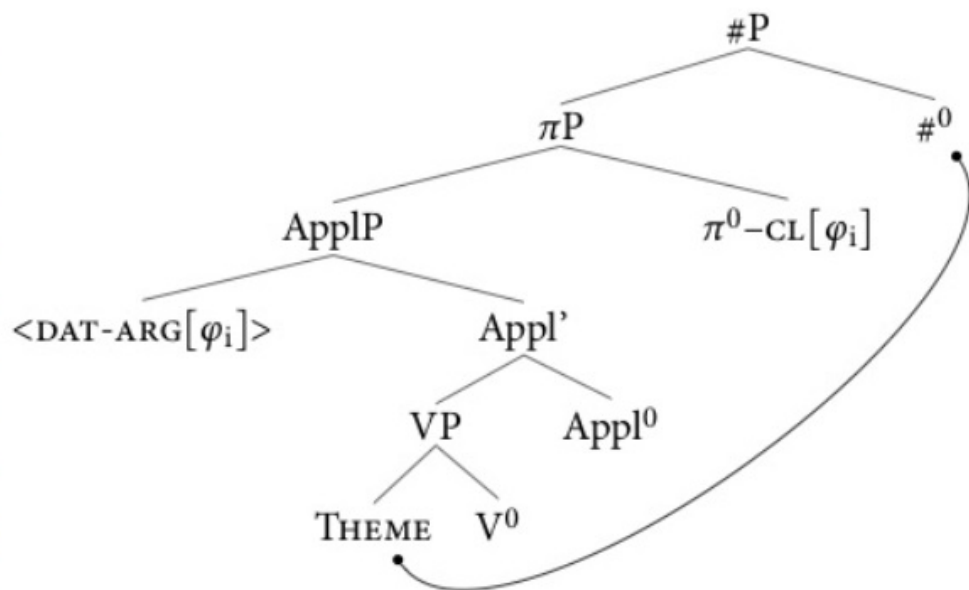 #P
πP #⁰
ApplP π⁰–CL[φᵢ]
<DAT-ARG[φᵢ]> Appl’
VP Appl⁰
THEME V⁰